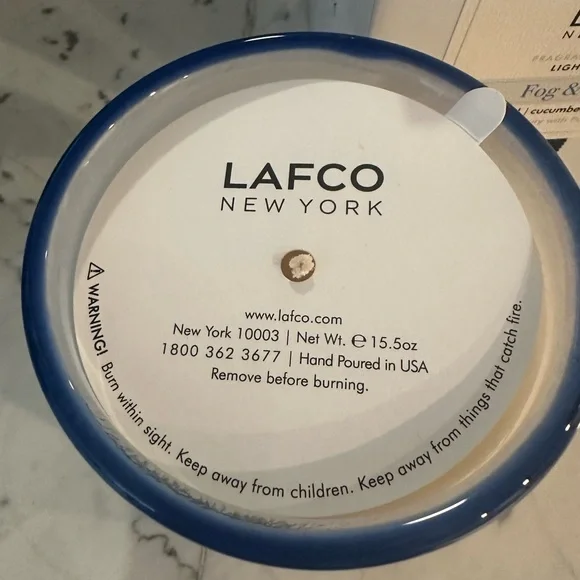 LAFCO
NEW YORK
www.lafco.com
New York 10003 | Net Wt. ℮ 15.5oz
1800 362 3677 | Hand Poured in USA
Remove before burning.
⚠ WARNING! Burn within sight. Keep away from children. Keep away from things that catch fire.
Fog &